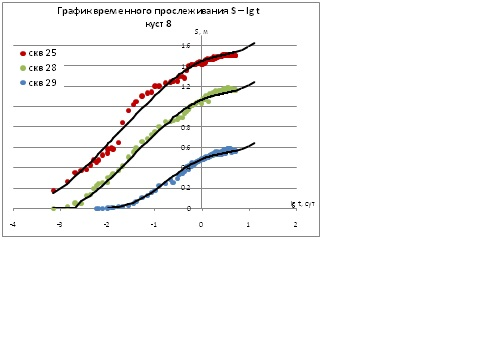 График временного прослеживания S – lg t
куст 8
S, м
1.6
1.4
скв 25
скв 28
скв 29
1.2
1
0.8
0.6
0.4
0.2
0
lg t, сут
-4 -3 -2 -1 0 1 2